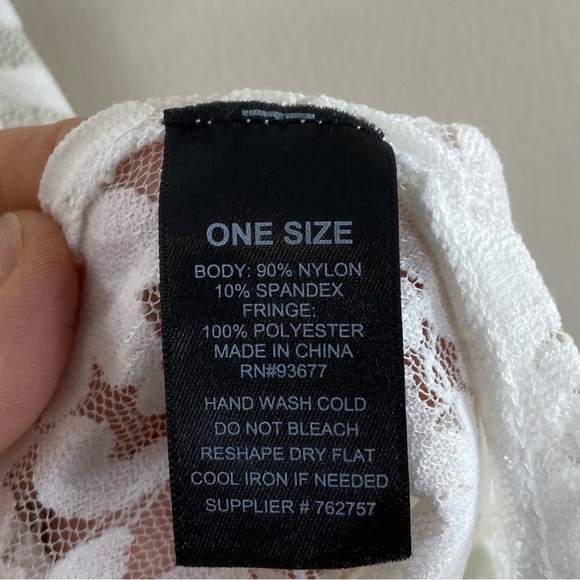 ONE SIZE
BODY: 90% NYLON
10% SPANDEX
FRINGE:
100% POLYESTER
MADE IN CHINA
RN#93677
HAND WASH COLD
DO NOT BLEACH
RESHAPE DRY FLAT
COOL IRON IF NEEDED
SUPPLIER # 762757